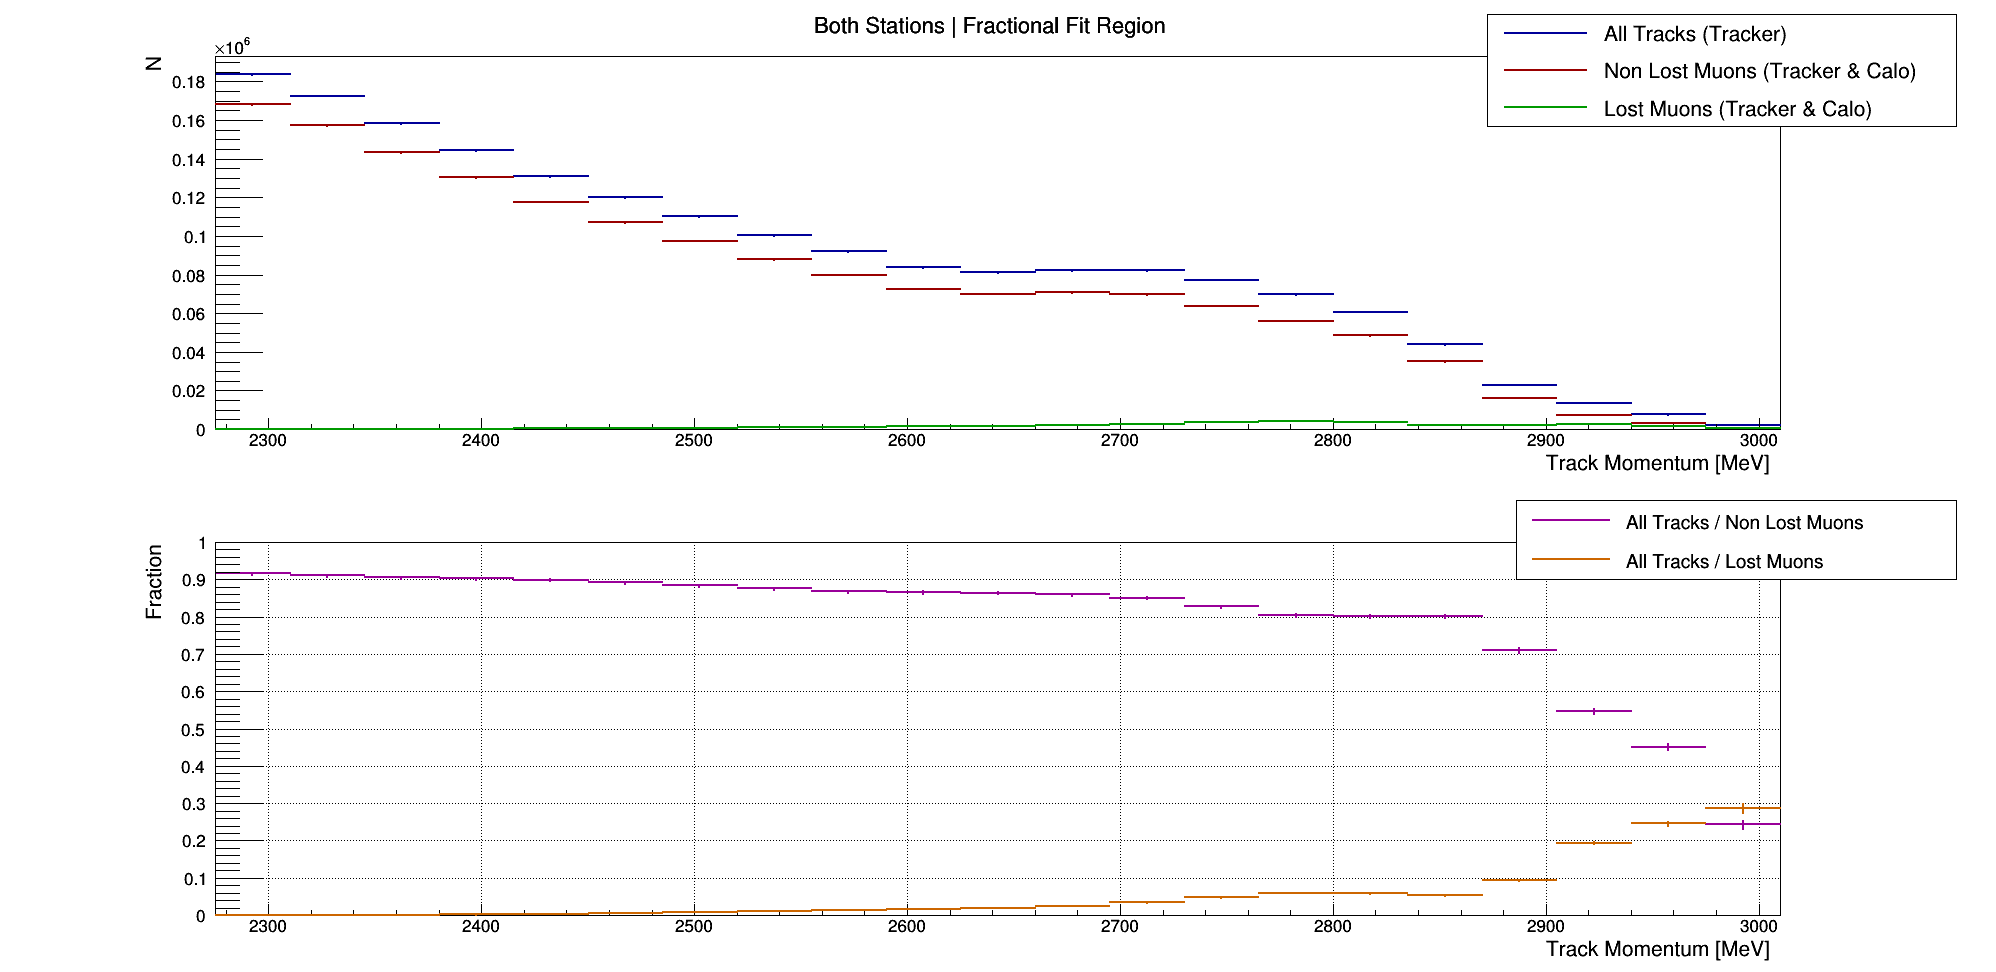 Both Stations | Fractional Fit Region
×10⁶
N
All Tracks (Tracker)
Non Lost Muons (Tracker & Calo)
Lost Muons (Tracker & Calo)
0.18
0.16
0.14
0.12
0.1
0.08
0.06
0.04
0.02
0
2300 2400 2500 2600 2700 2800 2900 3000
Track Momentum [MeV]
Fraction
All Tracks / Non Lost Muons
All Tracks / Lost Muons
1
0.9
0.8
0.7
0.6
0.5
0.4
0.3
0.2
0.1
0
2300 2400 2500 2600 2700 2800 2900 3000
Track Momentum [MeV]